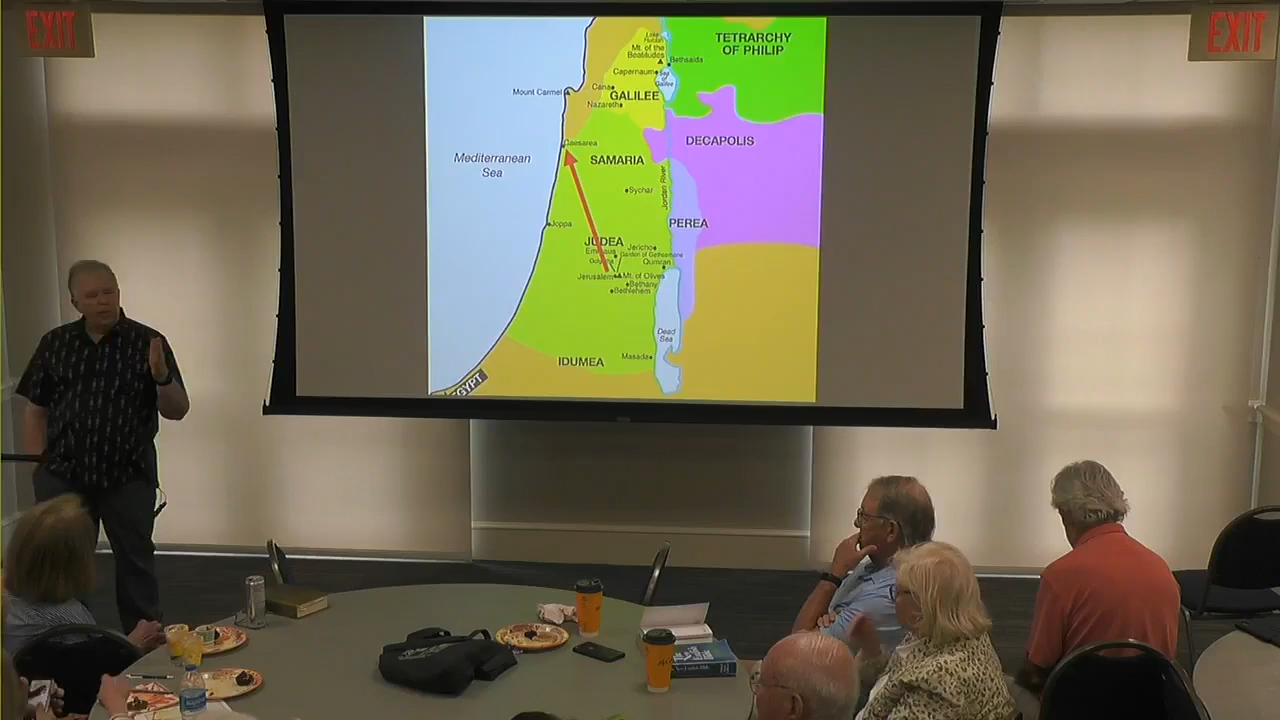 EXIT
EXIT
TETRARCHY
OF PHILIP
Lake
Mt. of the
Beatitudes
Bethsaida
Capernaum
Sea
of
Galilee
Cana
Mount Carmel
GALILEE
Nazareth
DECAPOLIS
Caesarea
Mediterranean
Sea
SAMARIA
Jordan River
Sychar
Joppa
PEREA
JUDEA
Jericho
Garden of Gethsemane
Qumran
Jerusalem
Mt. of Olives
Bethany
Bethlehem
Dead
Sea
Masada
IDUMEA